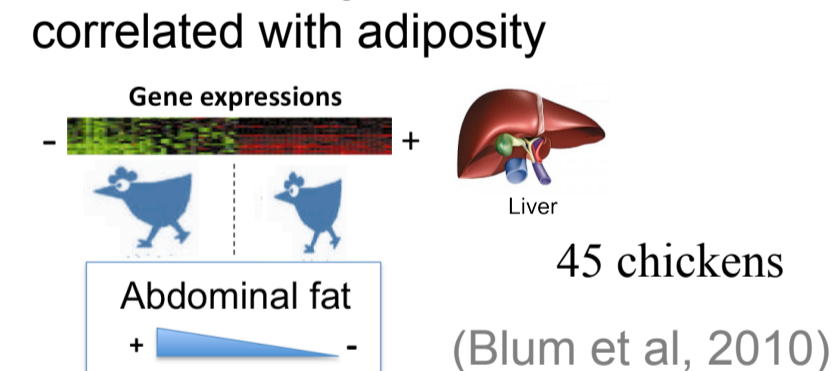 correlated with adiposity
Gene expressions
- +
Liver
45 chickens
Abdominal fat
+ -
(Blum et al, 2010)